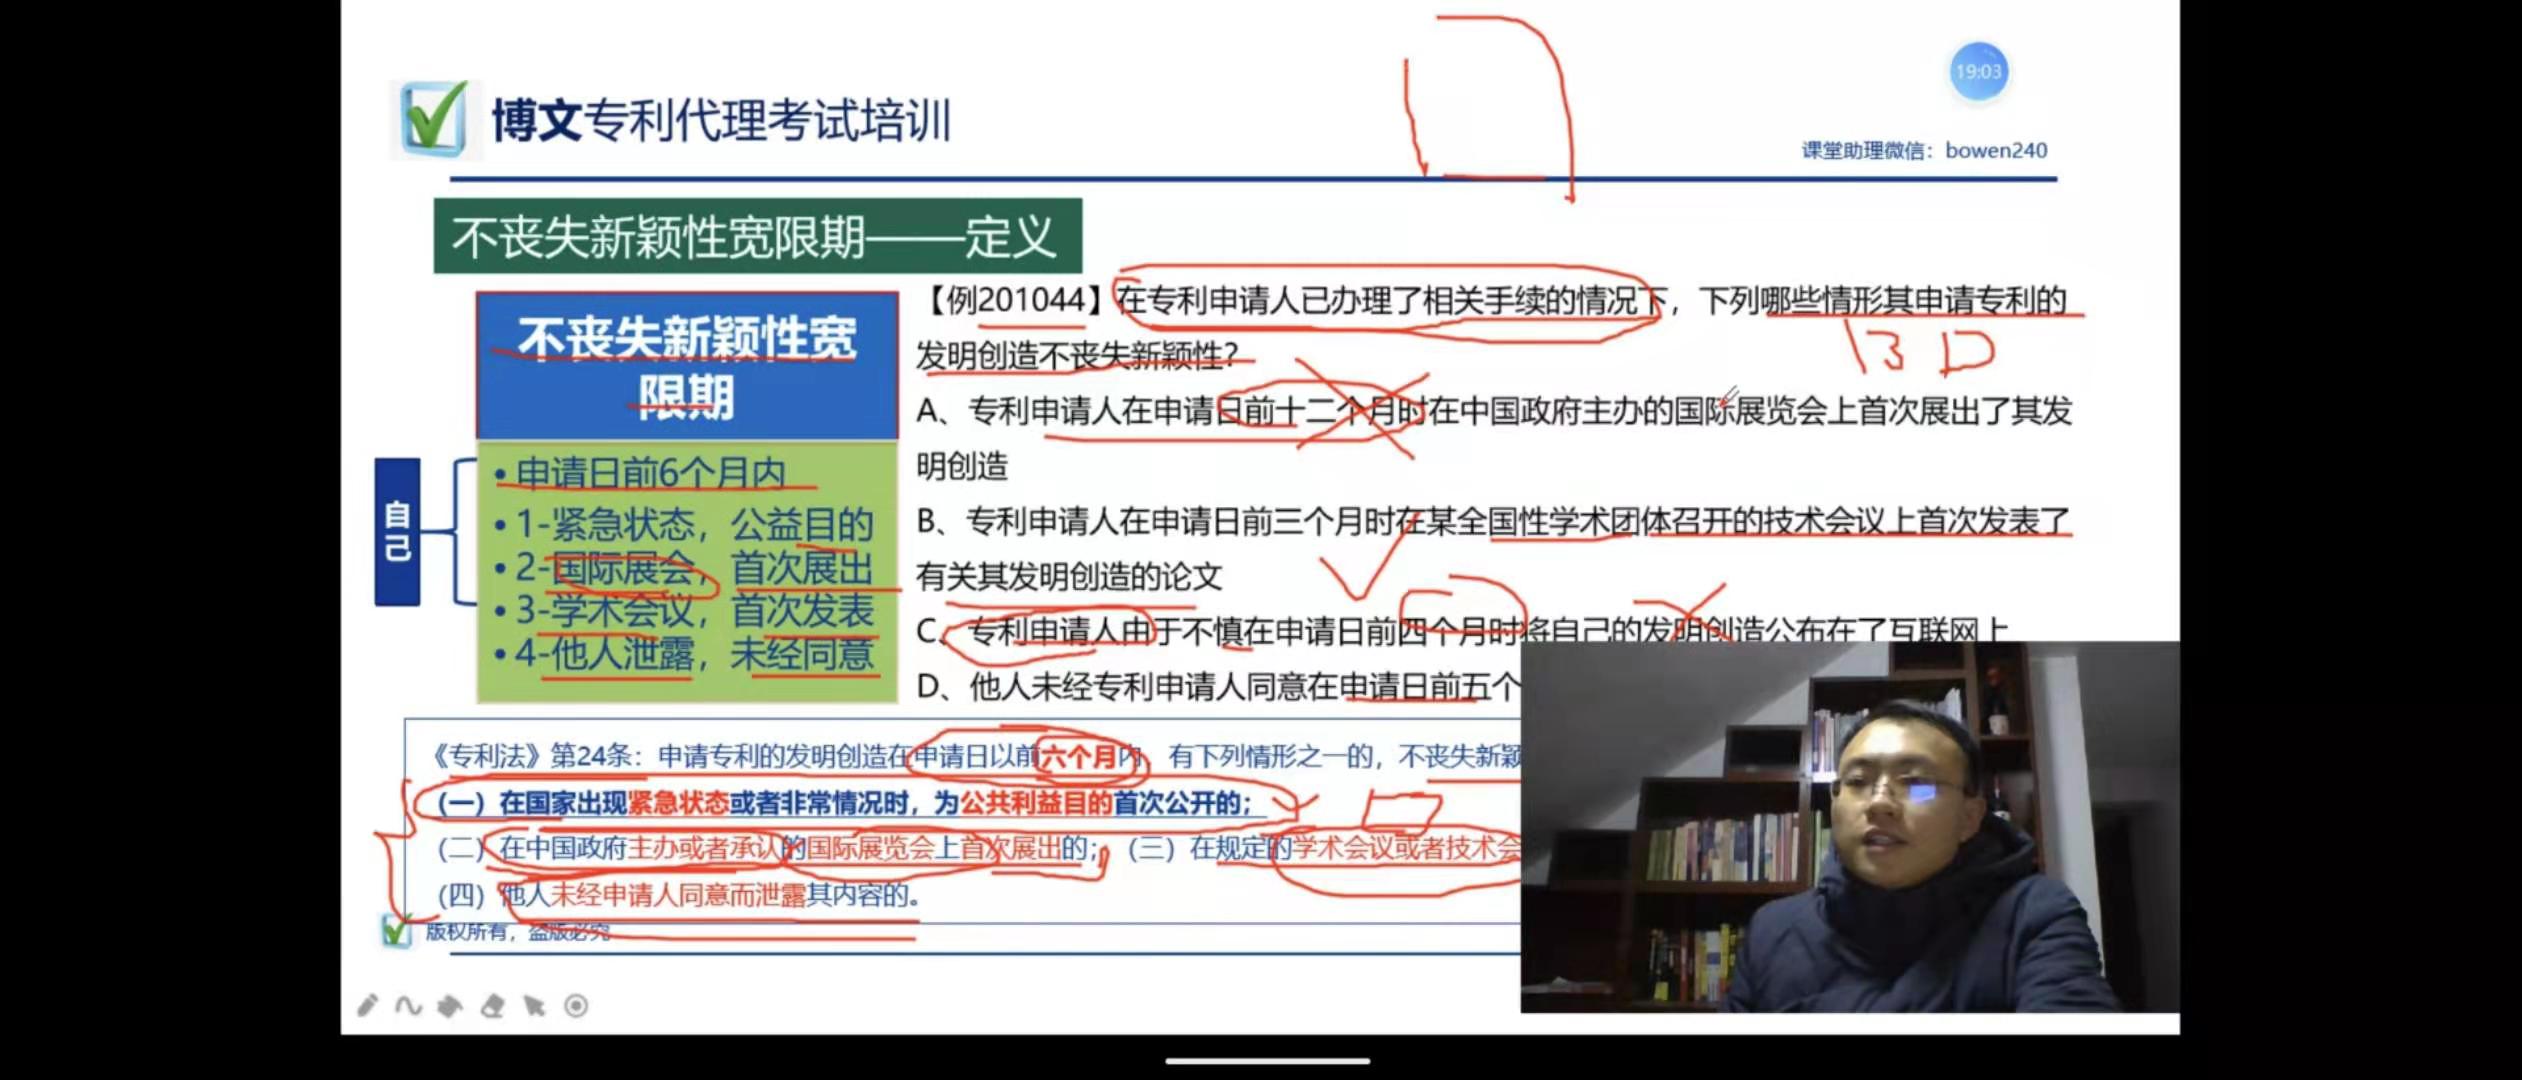 19:03
博文专利代理考试培训
课堂助理微信：bowen240
不丧失新颖性宽限期——定义
不丧失新颖性宽
限期
自己
•申请日前6个月内
•1-紧急状态，公益目的
•2-国际展会，首次展出
•3-学术会议，首次发表
•4-他人泄露，未经同意
【例201044】在专利申请人已办理了相关手续的情况下，下列哪些情形其申请专利的
发明创造不丧失新颖性？
B D
A、专利申请人在申请日前十二个月时在中国政府主办的国际展览会上首次展出了其发
明创造
B、专利申请人在申请日前三个月时在某全国性学术团体召开的技术会议上首次发表了
有关其发明创造的论文
C、专利申请人由于不慎在申请日前四个月时将自己的发明创造公布在了互联网上
D、他人未经专利申请人同意在申请日前五个
《专利法》第24条：申请专利的发明创造在申请日以前六个月内，有下列情形之一的，不丧失新颖
（一）在国家出现紧急状态或者非常情况时，为公共利益目的首次公开的；
（二）在中国政府主办或者承认的国际展览会上首次展出的；（三）在规定的学术会议或者技术会
（四）他人未经申请人同意而泄露其内容的。
版权所有，盗版必究